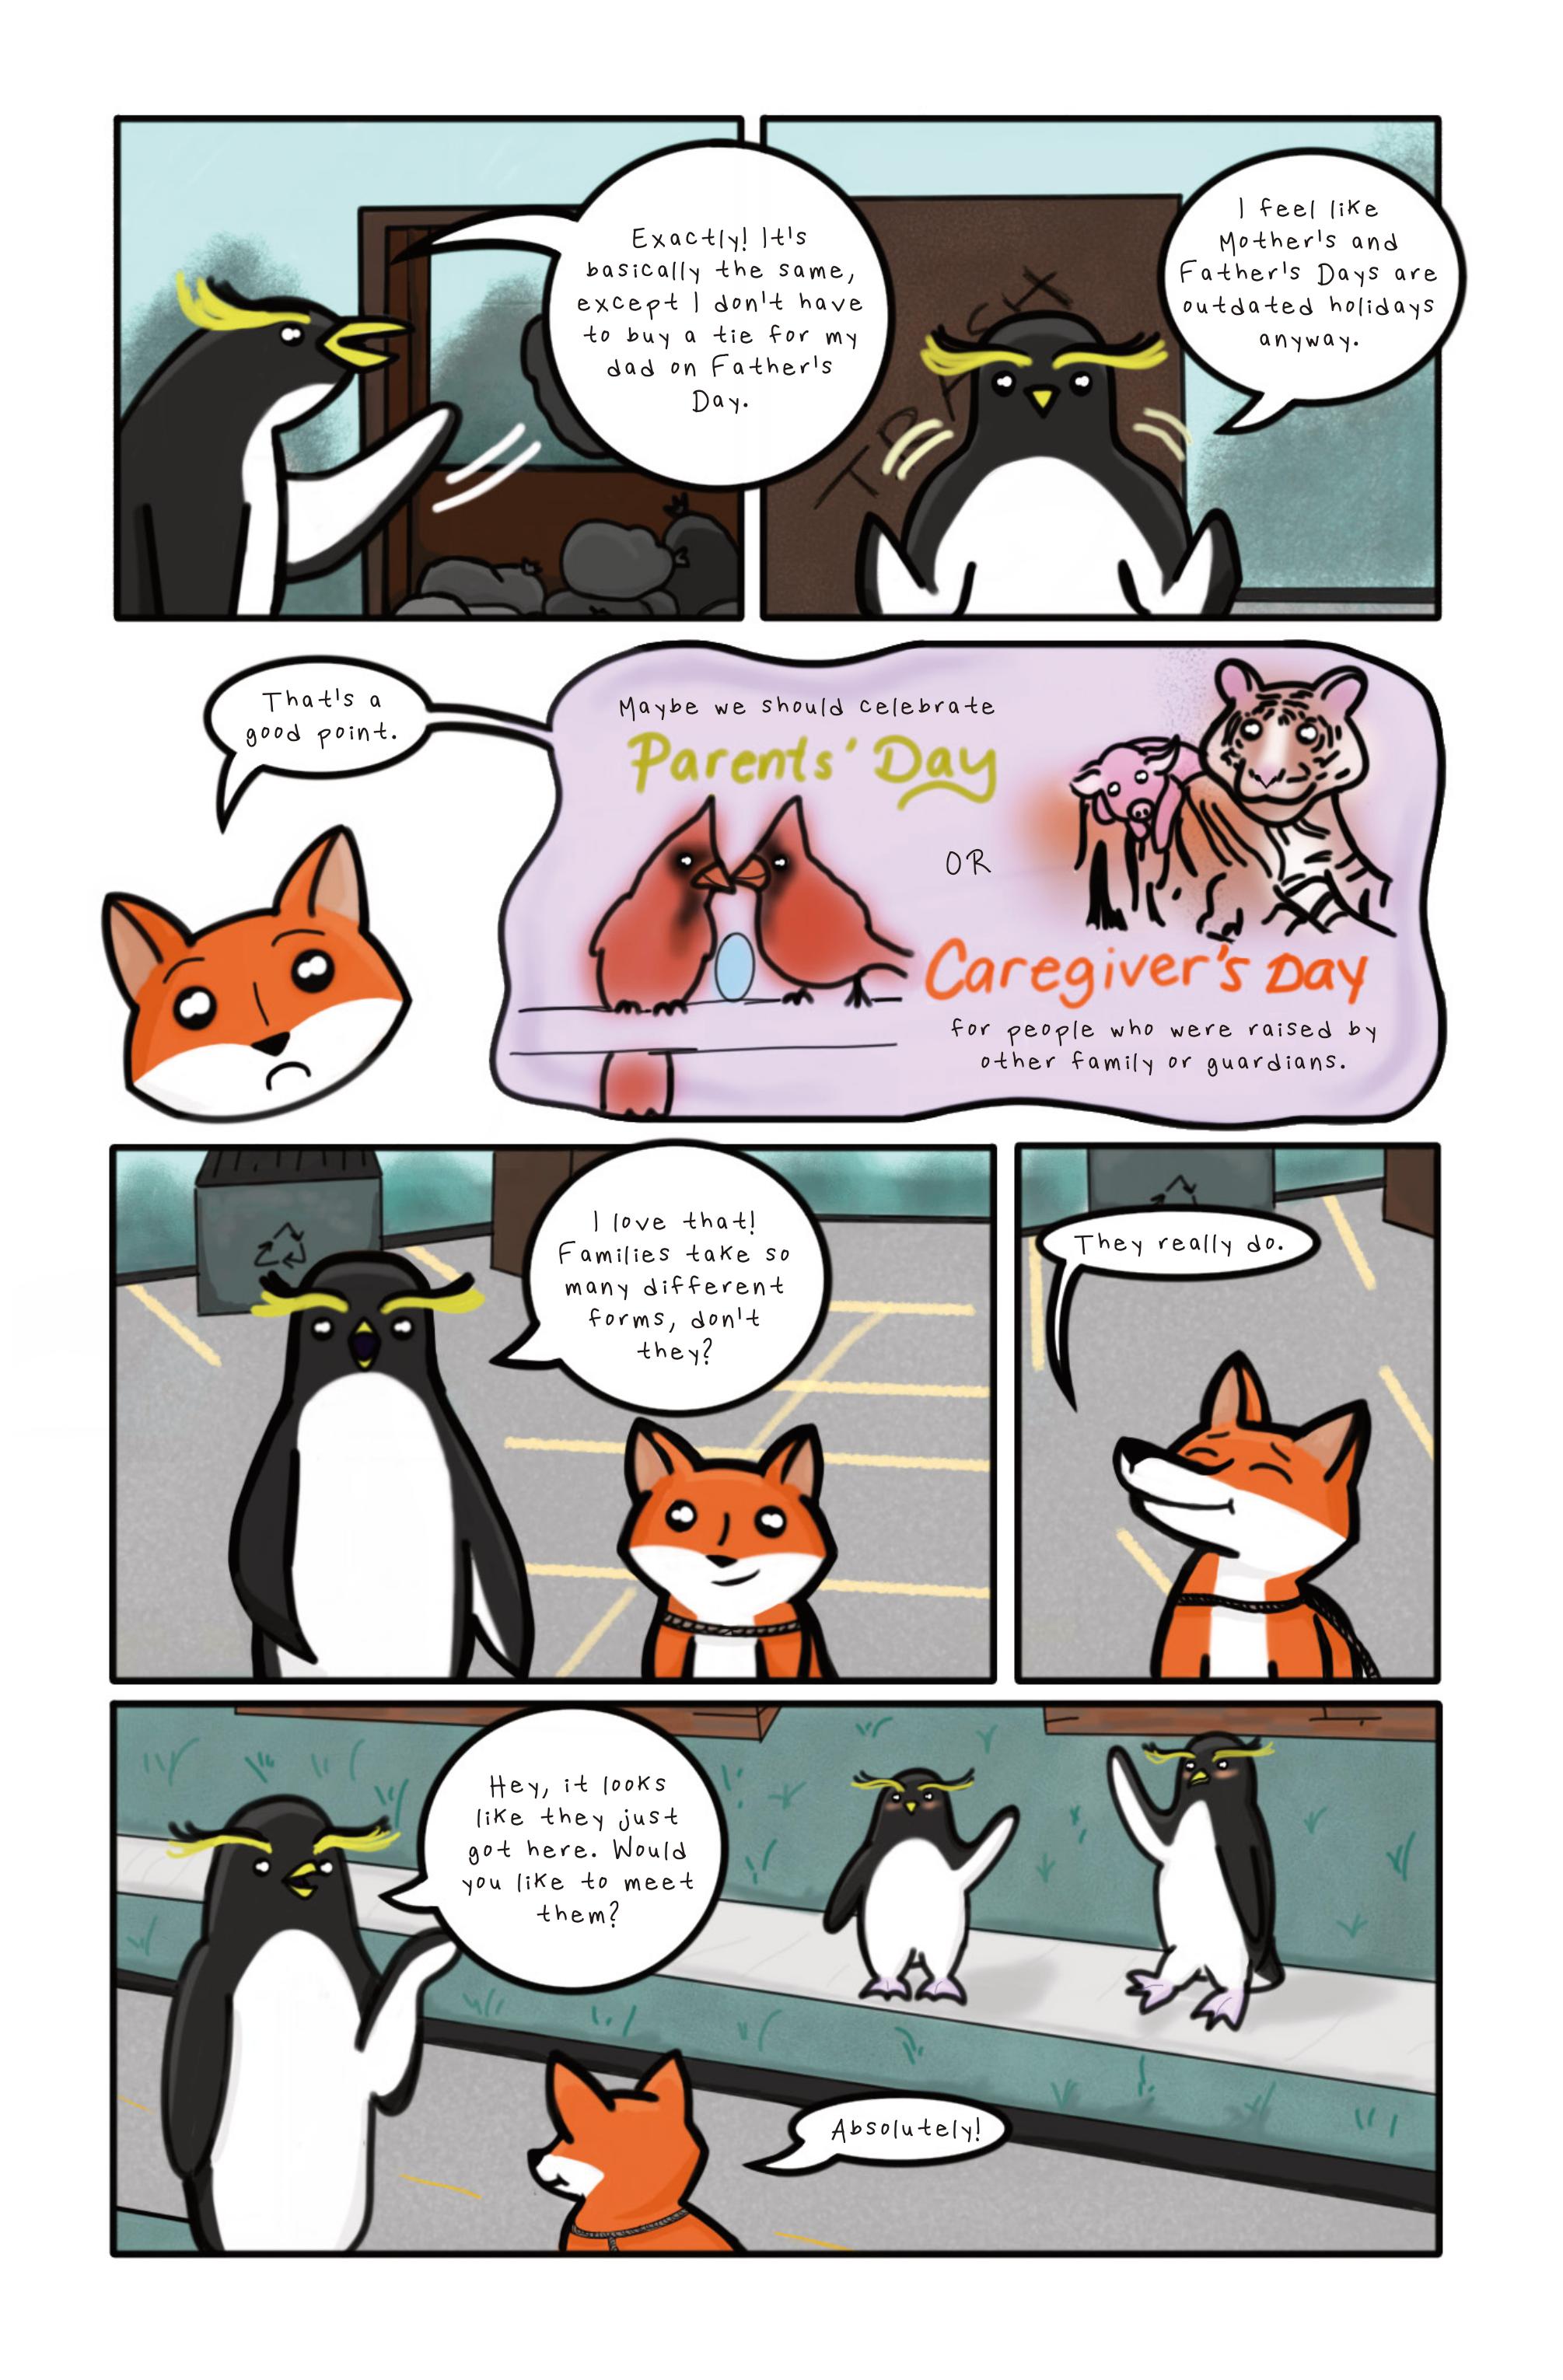 Exactly! It's
basically the same,
except I don't have
to buy a tie for my
dad on Father's
Day.
TRASH
I feel like
Mother's and
Father's Days are
outdated holidays
anyway.
That's a
good point.
Maybe we should celebrate
Parents' Day
OR
Caregiver's Day
for people who were raised by
other family or guardians.
I love that!
Families take so
many different
forms, don't
they?
They really do.
Hey, it looks
like they just
got here. Would
you like to meet
them?
Absolutely!